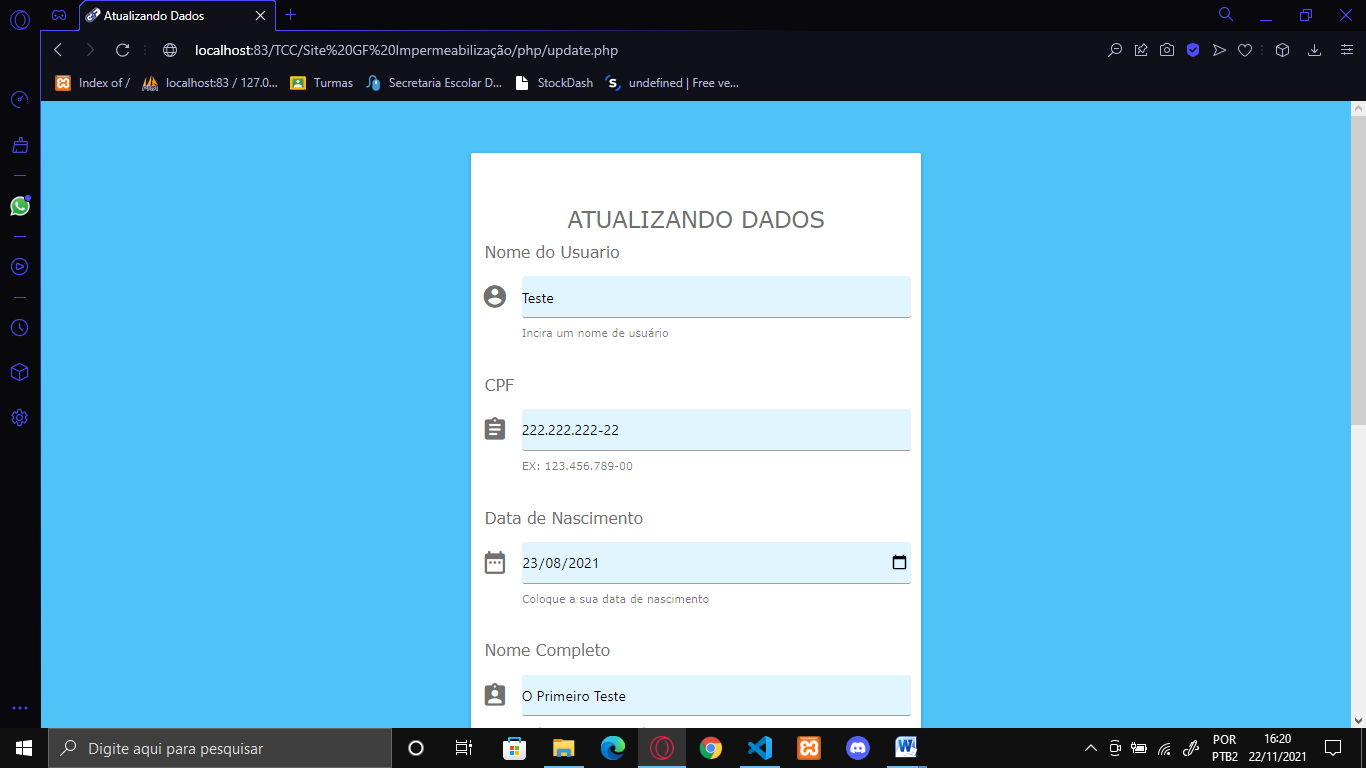 Atualizando Dados
localhost:83/TCC/Site%20GF%20Impermeabilização/php/update.php
Index of /
localhost:83 / 127.0...
Turmas
Secretaria Escolar D...
StockDash
undefined | Free ve...
ATUALIZANDO DADOS
Nome do Usuario
Teste
Incira um nome de usuário
CPF
222.222.222-22
EX: 123.456.789-00
Data de Nascimento
23/08/2021
Coloque a sua data de nascimento
Nome Completo
O Primeiro Teste
Digite aqui para pesquisar
POR
PTB2
16:20
22/11/2021